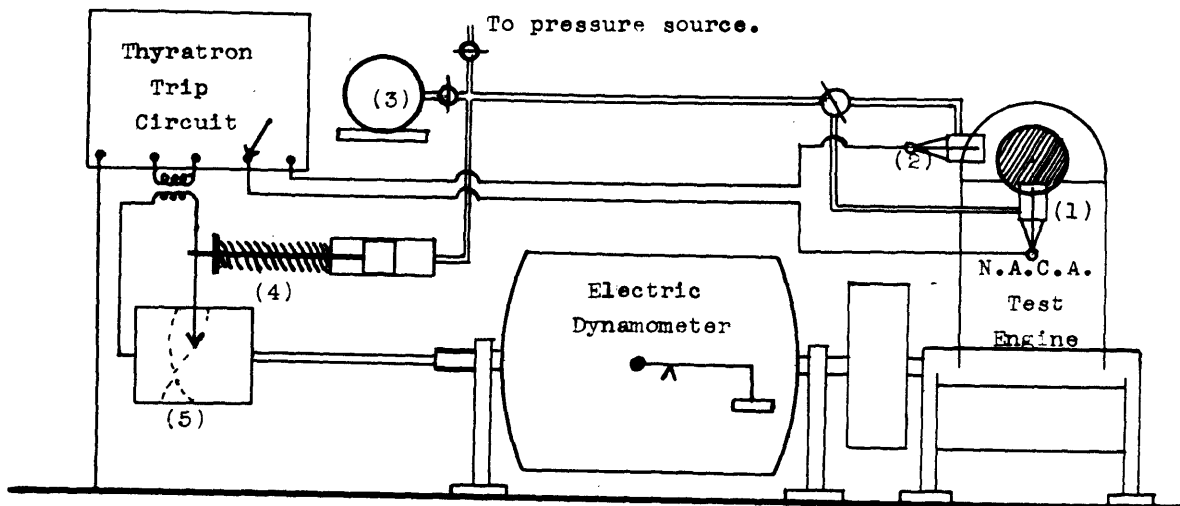 To pressure source.
Thyratron
Trip
Circuit
(3)
(2)
(1)
N.A.C.A.
Test
Engine
(4)
Electric
Dynamometer
(5)